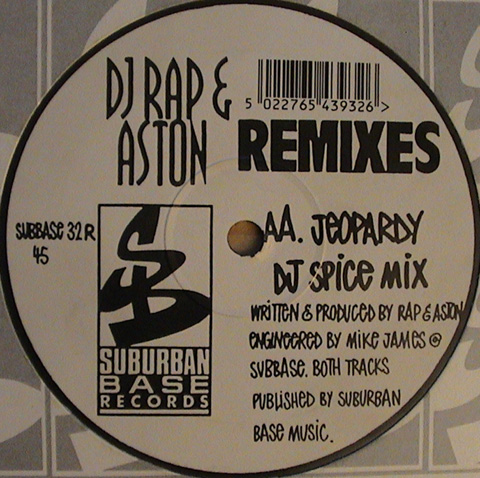 DJ RAP &
ASTON
5 022765 439326 >
REMIXES
SUBBASE 32 R
45
SUBURBAN
BASE
RECORDS
AA. JEOPARDY
DJ SPICE MIX
WRITTEN & PRODUCED BY RAP & ASTON
ENGINEERED BY MIKE JAMES @
SUBBASE. BOTH TRACKS
PUBLISHED BY SUBURBAN
BASE MUSIC.